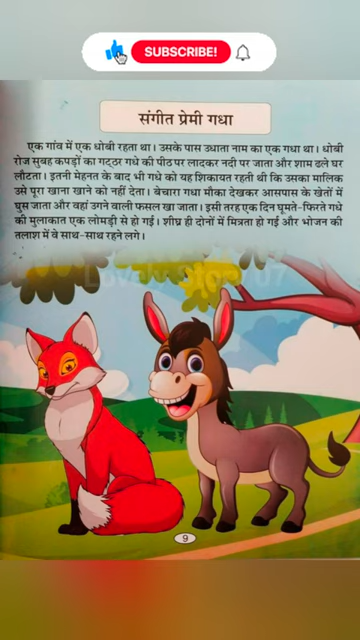 SUBSCRIBE!
संगीत प्रेमी गधा
एक गांव में एक धोबी रहता था। उसके पास उधाता नाम का एक गधा था। धोबी
रोज सुबह कपड़ों का गट्ठर गधे की पीठ पर लादकर नदी पर जाता और शाम ढले घर
लौटता। इतनी मेहनत के बाद भी गधे को यह शिकायत रहती थी कि उसका मालिक
उसे पूरा खाना खाने को नहीं देता। बेचारा गधा मौका देखकर आसपास के खेतों में
घुस जाता और वहां उगने वाली फसल खा जाता। इसी तरह एक दिन घूमते-फिरते गधे
की मुलाकात एक लोमड़ी से हो गई। शीघ्र ही दोनों में मित्रता हो गई और भोजन की
तलाश में वे साथ-साथ रहने लगे।
9